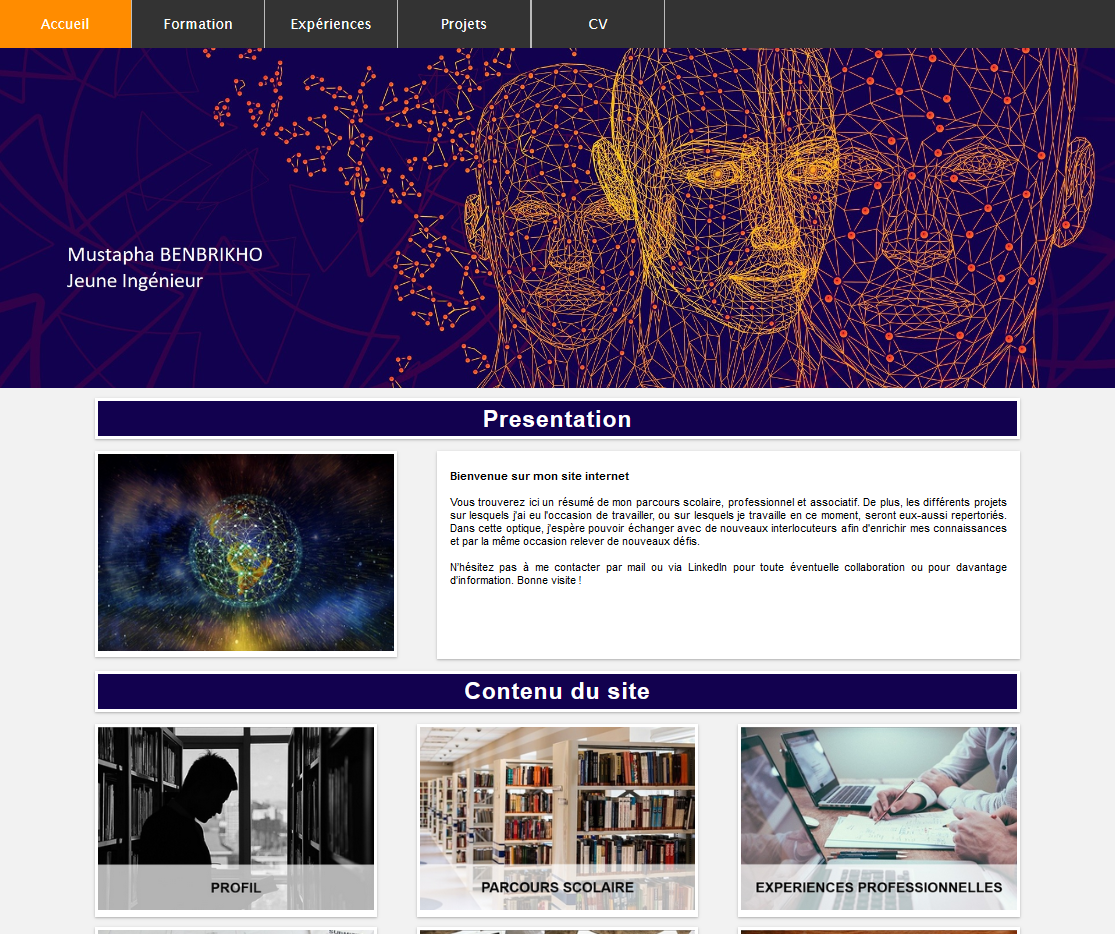 Accueil
Formation
Expériences
Projets
CV
Mustapha BENBRIKHO
Jeune Ingénieur
Presentation
Bienvenue sur mon site internet
Vous trouverez ici un résumé de mon parcours scolaire, professionnel et associatif. De plus, les différents projets
sur lesquels j'ai eu l'occasion de travailler, ou sur lesquels je travaille en ce moment, seront eux-aussi repertoriés.
Dans cette optique, j'espère pouvoir échanger avec de nouveaux interlocuteurs afin d'enrichir mes connaissances
et par la même occasion relever de nouveaux défis.
N'hésitez pas à me contacter par mail ou via LinkedIn pour toute éventuelle collaboration ou pour davantage
d'information. Bonne visite !
Contenu du site
PROFIL
PARCOURS SCOLAIRE
EXPERIENCES PROFESSIONNELLES